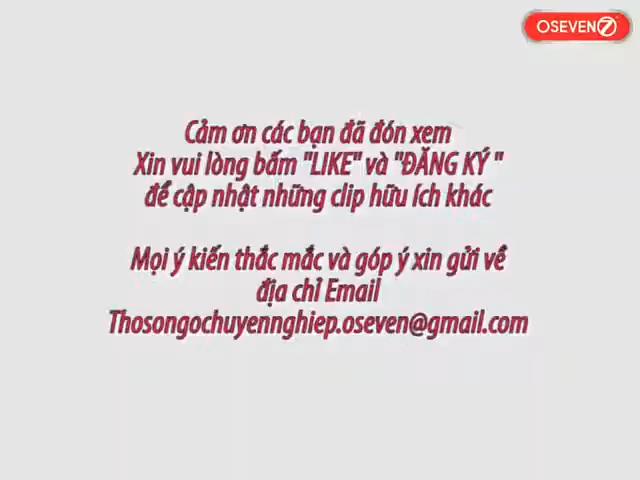 OSEVEN7
Cảm ơn các bạn đã đón xem
Xin vui lòng bấm "LIKE" và "ĐĂNG KÝ "
để cập nhật những clip hữu ích khác
Mọi ý kiến thắc mắc và góp ý xin gửi về
địa chỉ Email
Thosongochuyennghiep.oseven@gmail.com